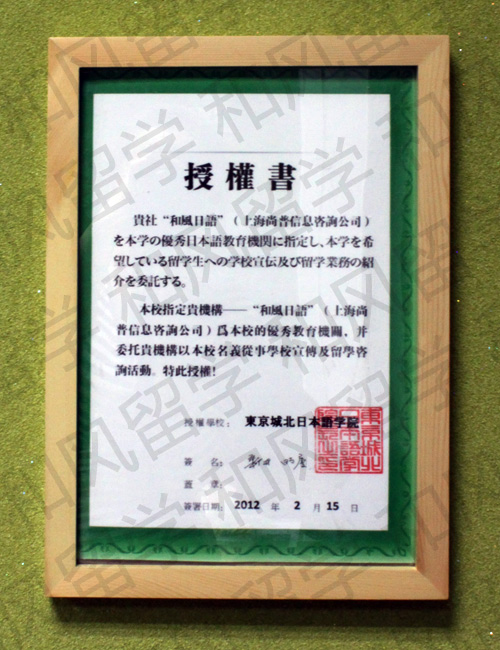 授權書
貴社“和風日語”（上海尚普信息咨詢公司）
を本学の優秀日本語教育機関に指定し、本学を希
望している留学生への学校宣伝及び留学業務の紹
介を委託する。
本校指定貴機構——“和風日語”（上海尚
普信息咨詢公司）爲本校的優秀教育機關，并
委托貴機構以本校名義從事學校宣傳及留學咨
詢活動。特此授權！
授權學校： 東京城北日本語学院
簽 名：
蓋 章：
簽署日期： 2012 年 2 月 15 日
和风留学